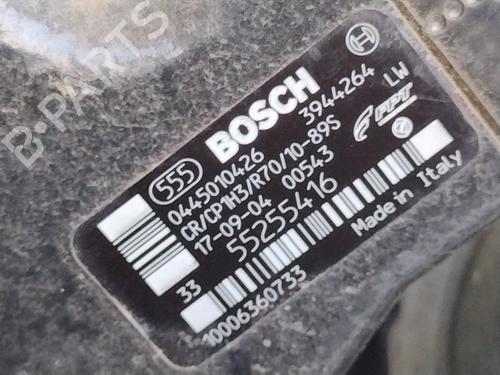 B-PARTS
555 BOSCH
0445010426 3944264 LW
CR/CP1H3/R70/10-89S FPT
17-09-04 00543
55255416
33
10006360733 Made in Italy